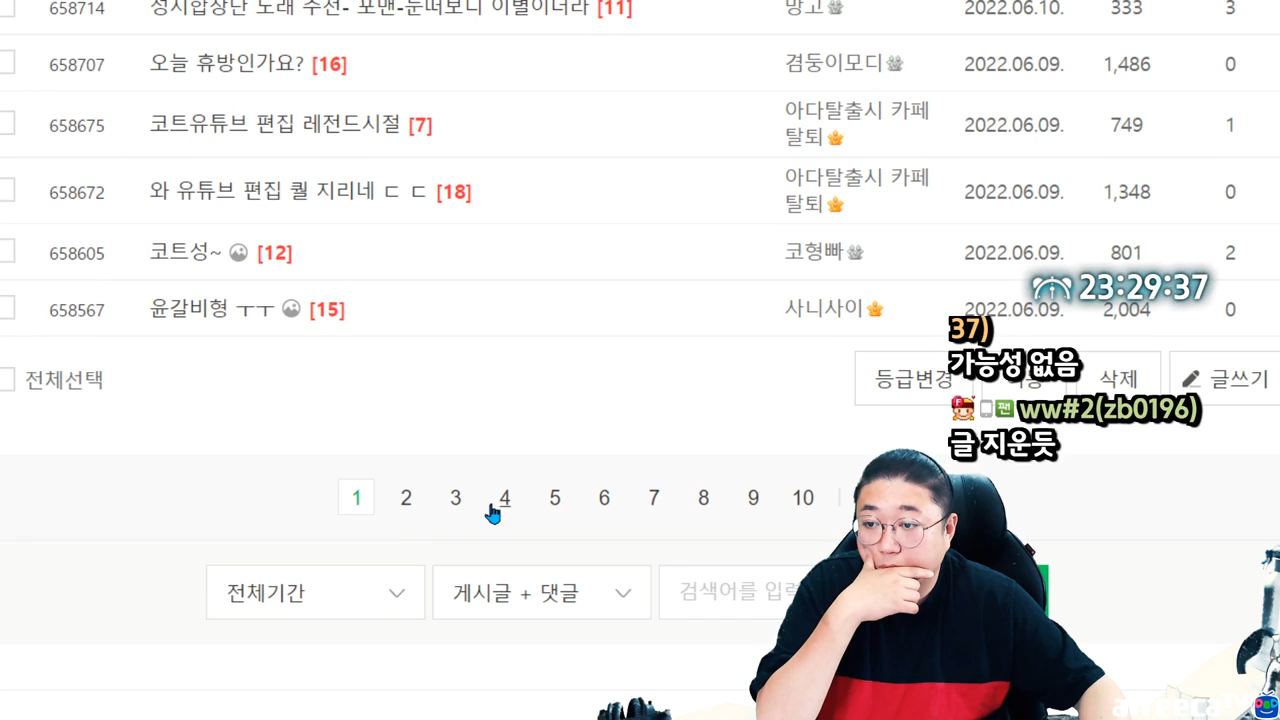 658714 성시합창단 노래 추천- 포맨-눈떠보니 이별이더라 [11] 망고 2022.06.10. 333 3
658707 오늘 휴방인가요? [16] 겸둥이모디 2022.06.09. 1,486 0
658675 코트유튜브 편집 레전드시절 [7] 아다탈출시 카페
탈퇴 2022.06.09. 749 1
658672 와 유튜브 편집 퀄 지리네 ㄷ ㄷ [18] 아다탈출시 카페
탈퇴 2022.06.09. 1,348 0
658605 코트성~ [12] 코형빠 2022.06.09. 801 2
23:29:37
658567 윤갈비형 ㅜㅜ [15] 사니사이 2022.06.09. 2,004 0
37)
가능성 없음
전체선택 등급변경 삭제 글쓰기
ww#2(zb0196)
글 지운듯
1 2 3 4 5 6 7 8 9 10
전체기간 게시글 + 댓글 검색어를 입력
afreecaTV